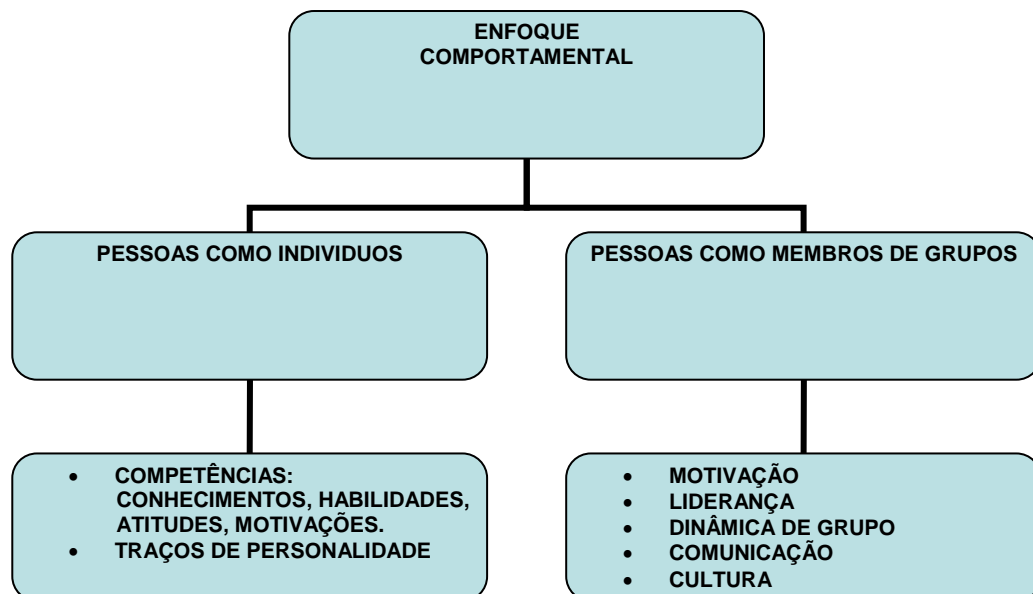 ENFOQUE
COMPORTAMENTAL
PESSOAS COMO INDIVIDUOS
PESSOAS COMO MEMBROS DE GRUPOS
• COMPETÊNCIAS:
CONHECIMENTOS, HABILIDADES,
ATITUDES, MOTIVAÇÕES.
• TRAÇOS DE PERSONALIDADE
• MOTIVAÇÃO
• LIDERANÇA
• DINÂMICA DE GRUPO
• COMUNICAÇÃO
• CULTURA